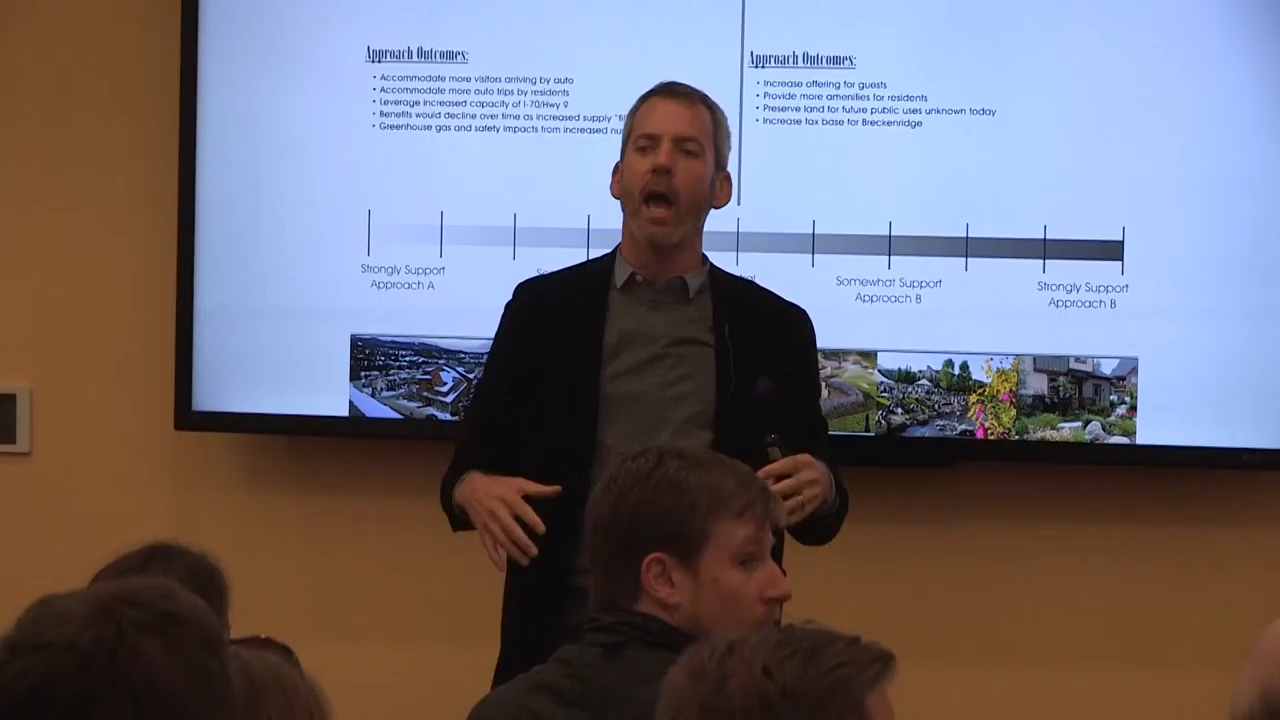 Approach Outcomes:
• Accommodate more visitors arriving by auto
• Accommodate more auto trips by residents
• Leverage increased capacity of I-70/Hwy 9
• Benefits would decline over time as increased supply
• Greenhouse gas and safety impacts from increased
Approach Outcomes:
• Increase offering for guests
• Provide more amenities for residents
• Preserve land for future public uses unknown today
• Increase tax base for Breckenridge
Strongly Support
Approach A
Somewhat Support
Approach B
Strongly Support
Approach B